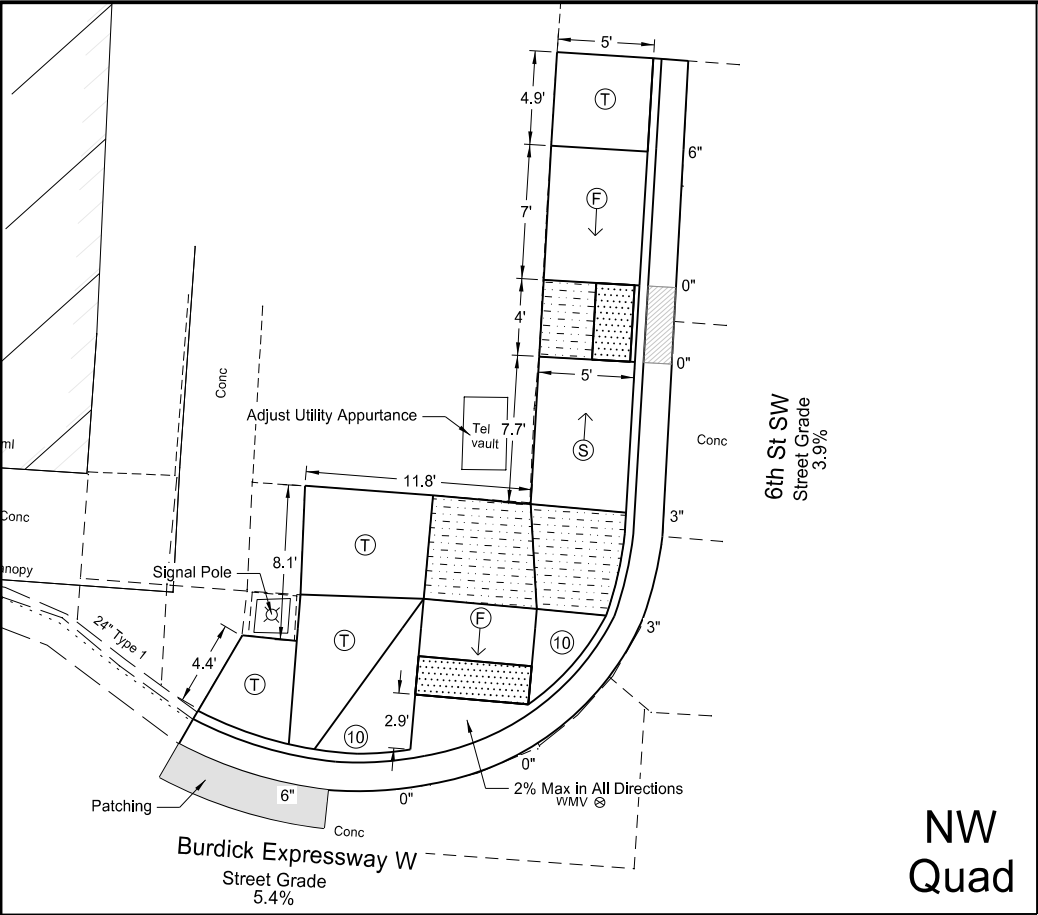 5'
4.9'
T
6"
F
7'
0"
4'
0"
5'
Conc
Adjust Utility Appurtance
Tel
vault
7.7'
S
Conc
6th St SW
Street Grade
3.9%
ml
11.8'
3"
Conc
T
8.1'
nopy
Signal Pole
24" Type 1
F
3"
T
10
4.4'
T
2.9'
10
0"
2% Max in All Directions
6"
0"
WMV
Patching
Conc
Burdick Expressway W
Street Grade
5.4%
NW
Quad